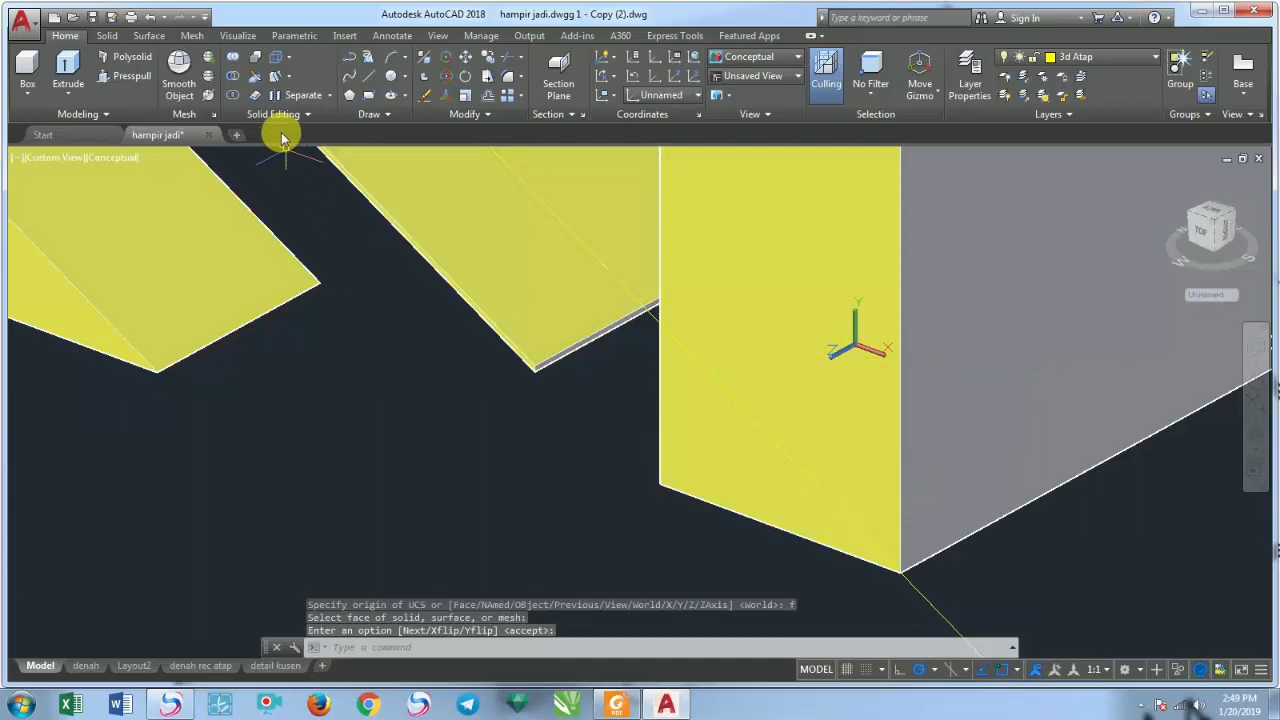 Autodesk AutoCAD 2018 hampir jadi.dwgg 1 - Copy (2).dwg
Type a keyword or phrase
Sign In
Home Solid Surface Mesh Visualize Parametric Insert Annotate View Manage Output Add-ins A360 Express Tools Featured Apps
Polysolid
Presspull
Box Extrude
Smooth Object
Separate
Section Plane
Unnamed
Conceptual
Unsaved View
Culling
No Filter
Move Gizmo
Layer Properties
3d Atap
Group
Base
Modeling Mesh Solid Editing Draw Modify Section Coordinates View Selection Layers Groups View
Start hampir jadi*
[−][Custom View][Conceptual]
TOP
W S
Unnamed
Y
Z X
Specify origin of UCS or [Face/NAmed/OBject/Previous/View/World/X/Y/Z/ZAxis] <World>: f
Select face of solid, surface, or mesh:
Enter an option [Next/Xflip/Yflip] <accept>:
Type a command
Model denah Layout2 denah rec atap detail kusen
MODEL 1:1
2:49 PM
1/20/2019